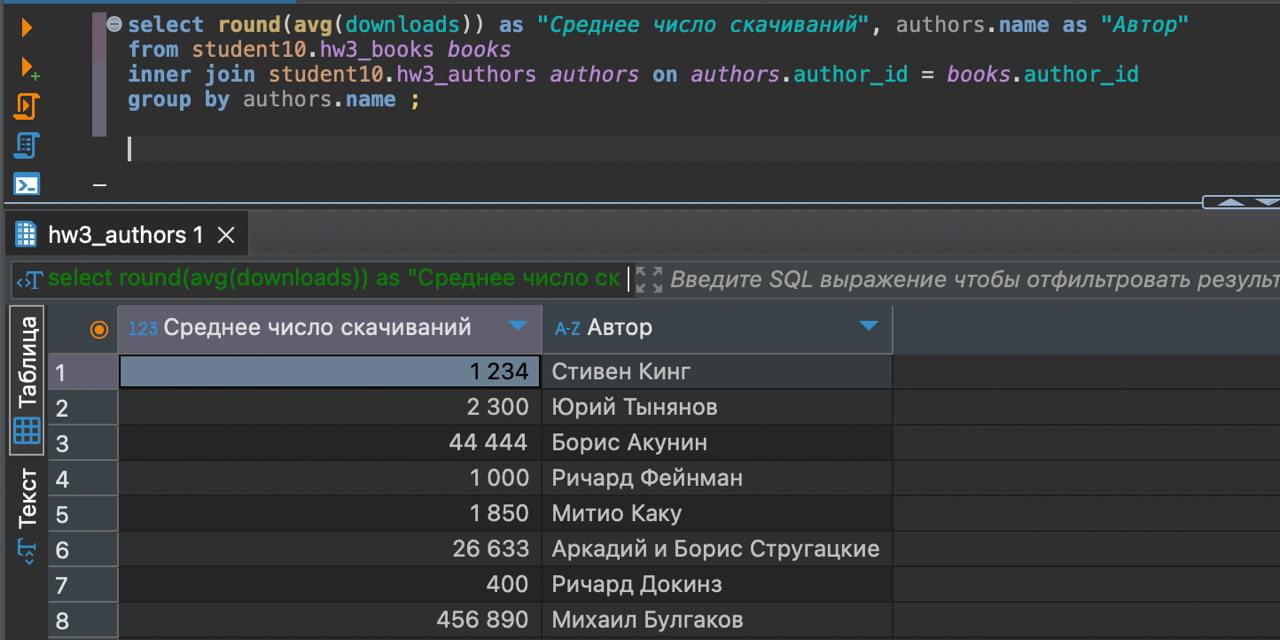 select round(avg(downloads)) as "Среднее число скачиваний", authors.name as "Автор"
from student10.hw3_books books
inner join student10.hw3_authors authors on authors.author_id = books.author_id
group by authors.name ;
hw3_authors 1
select round(avg(downloads)) as "Среднее число ск Введите SQL выражение чтобы отфильтровать результ
Таблица
Текст
123 Среднее число скачиваний A-Z Автор
1 1 234 Стивен Кинг
2 2 300 Юрий Тынянов
3 44 444 Борис Акунин
4 1 000 Ричард Фейнман
5 1 850 Митио Каку
6 26 633 Аркадий и Борис Стругацкие
7 400 Ричард Докинз
8 456 890 Михаил Булгаков